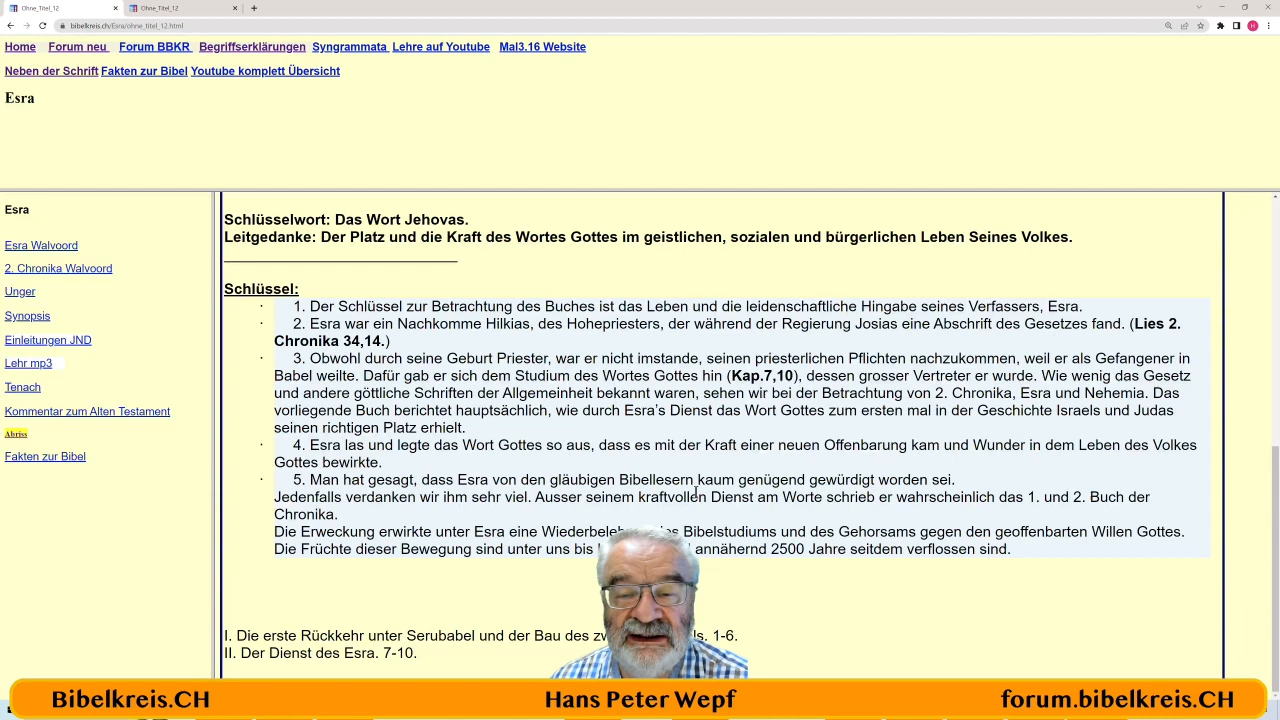 Ohne_Titel_12
Ohne_Titel_12
bibelkreis.ch/Esra/ohne_titel_12.html
H
Home Forum neu Forum BBKR Begriffserklärungen Syngrammata Lehre auf Youtube Mal3.16 Website
Neben der Schrift Fakten zur Bibel Youtube komplett Übersicht
Esra
Esra
Esra Walvoord
2. Chronika Walvoord
Unger
Synopsis
Einleitungen JND
Lehr mp3
Tenach
Kommentar zum Alten Testament
Abriss
Fakten zur Bibel
Schlüsselwort: Das Wort Jehovas.
Leitgedanke: Der Platz und die Kraft des Wortes Gottes im geistlichen, sozialen und bürgerlichen Leben Seines Volkes.
Schlüssel:
· 1. Der Schlüssel zur Betrachtung des Buches ist das Leben und die leidenschaftliche Hingabe seines Verfassers, Esra.
· 2. Esra war ein Nachkomme Hilkias, des Hohepriesters, der während der Regierung Josias eine Abschrift des Gesetzes fand. (Lies 2.
Chronika 34,14.)
· 3. Obwohl durch seine Geburt Priester, war er nicht imstande, seinen priesterlichen Pflichten nachzukommen, weil er als Gefangener in
Babel weilte. Dafür gab er sich dem Studium des Wortes Gottes hin (Kap.7,10), dessen grosser Vertreter er wurde. Wie wenig das Gesetz
und andere göttliche Schriften der Allgemeinheit bekannt waren, sehen wir bei der Betrachtung von 2. Chronika, Esra und Nehemia. Das
vorliegende Buch berichtet hauptsächlich, wie durch Esra's Dienst das Wort Gottes zum ersten mal in der Geschichte Israels und Judas
seinen richtigen Platz erhielt.
· 4. Esra las und legte das Wort Gottes so aus, dass es mit der Kraft einer neuen Offenbarung kam und Wunder in dem Leben des Volkes
Gottes bewirkte.
· 5. Man hat gesagt, dass Esra von den gläubigen Bibellesern kaum genügend gewürdigt worden sei.
Jedenfalls verdanken wir ihm sehr viel. Ausser seinem kraftvollen Dienst am Worte schrieb er wahrscheinlich das 1. und 2. Buch der
Chronika.
Die Erweckung erwirkte unter Esra eine Bibelstudiums und des Gehorsams gegen den geoffenbarten Willen Gottes.
Die Früchte dieser Bewegung sind unter uns bis annähernd 2500 Jahre seitdem verflossen sind.
I. Die erste Rückkehr unter Serubabel und der Bau des 1-6.
II. Der Dienst des Esra. 7-10.
Bibelkreis.CH Hans Peter Wepf forum.bibelkreis.CH